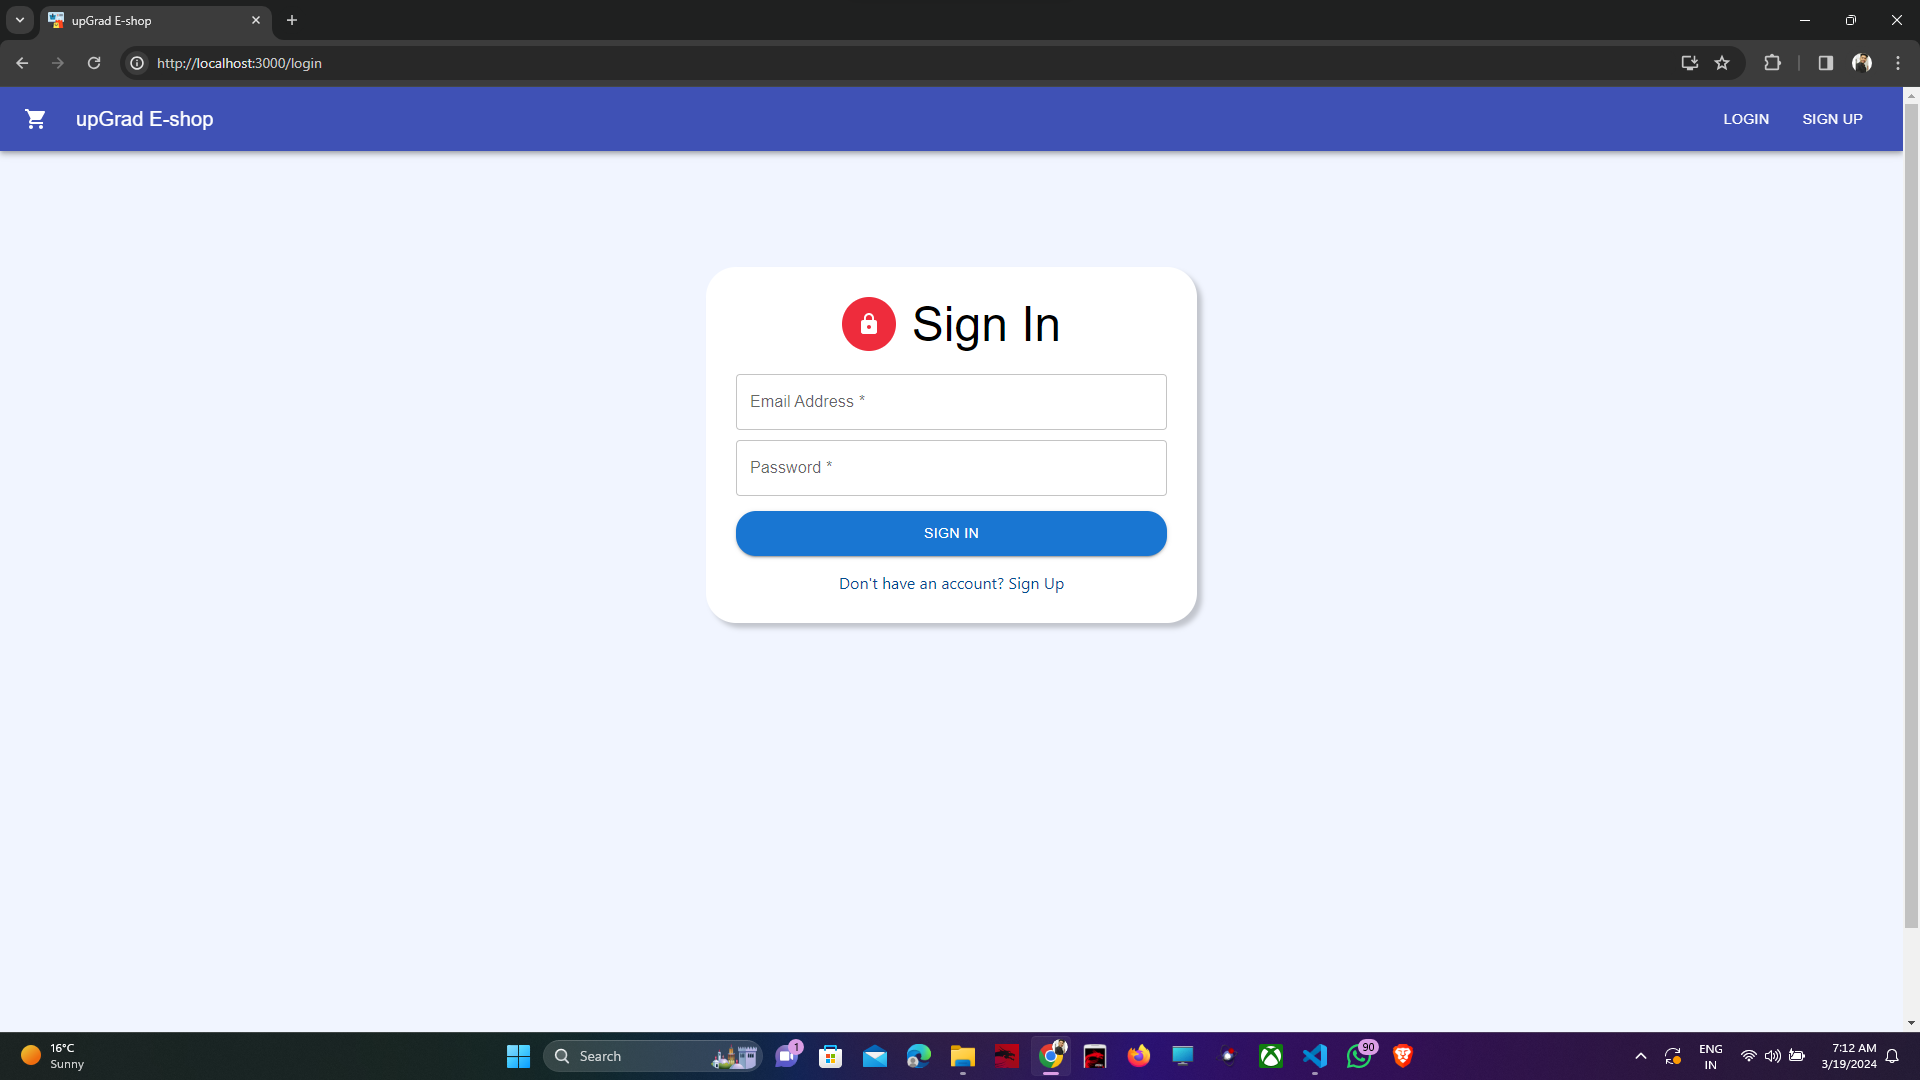 upGrad E-shop
http://localhost:3000/login
upGrad E-shop
LOGIN
SIGN UP
Sign In
Email Address *
Password *
SIGN IN
Don't have an account? Sign Up
16°C
Sunny
Search
1
90
ENG
IN
7:12 AM
3/19/2024